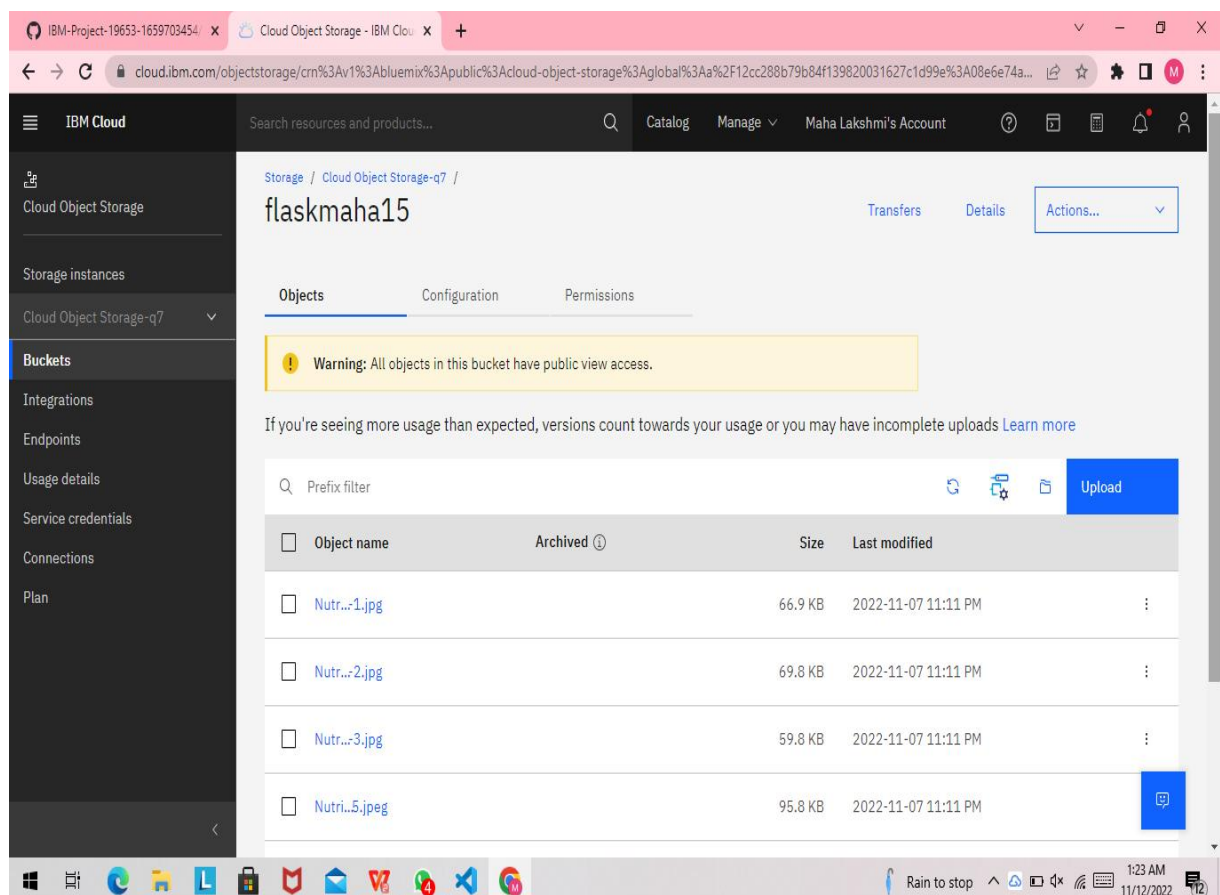 IBM-Project-19653-1659703454/
Cloud Object Storage - IBM Clou
cloud.ibm.com/objectstorage/crn%3Av1%3Abluemix%3Apublic%3Acloud-object-storage%3Aglobal%3Aa%2F12cc288b79b84f139820031627c1d99e%3A08e6e74a...
M
IBM Cloud
Search resources and products...
Catalog
Manage
Maha Lakshmi's Account
Cloud Object Storage
Storage instances
Cloud Object Storage-q7
Buckets
Integrations
Endpoints
Usage details
Service credentials
Connections
Plan
Storage / Cloud Object Storage-q7 /
flaskmaha15
Transfers
Details
Actions...
Objects
Configuration
Permissions
Warning: All objects in this bucket have public view access.
If you're seeing more usage than expected, versions count towards your usage or you may have incomplete uploads Learn more
Prefix filter
Upload
Object name
Archived
Size
Last modified
Nutr...-1.jpg 66.9 KB 2022-11-07 11:11 PM
Nutr...-2.jpg 69.8 KB 2022-11-07 11:11 PM
Nutr...-3.jpg 59.8 KB 2022-11-07 11:11 PM
Nutri...5.jpeg 95.8 KB 2022-11-07 11:11 PM
L
4
Rain to stop
1:23 AM
11/12/2022
12